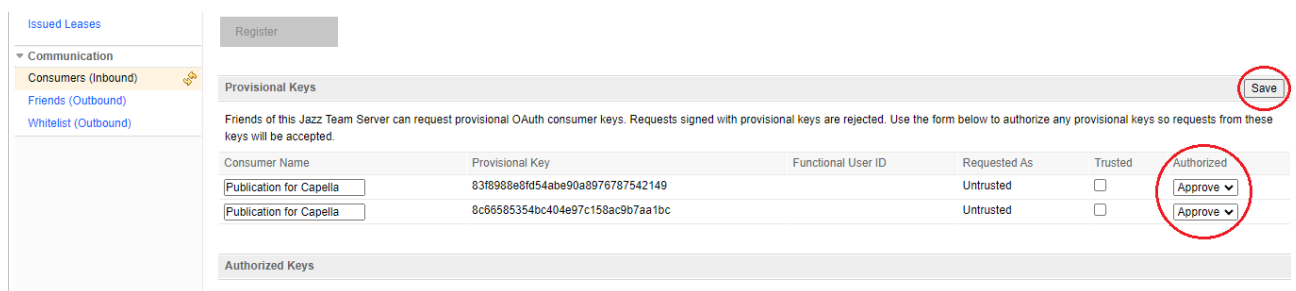 Issued Leases
Register
Communication
Consumers (Inbound)
Friends (Outbound)
Whitelist (Outbound)
Provisional Keys
Save
Friends of this Jazz Team Server can request provisional OAuth consumer keys. Requests signed with provisional keys are rejected. Use the form below to authorize any provisional keys so requests from these
keys will be accepted.
Consumer Name Provisional Key Functional User ID Requested As Trusted Authorized
Publication for Capella 83f8988e8fd54abe90a8976787542149 Untrusted Approve
Publication for Capella 8c66585354bc404e97c158ac9b7aa1bc Untrusted Approve
Authorized Keys